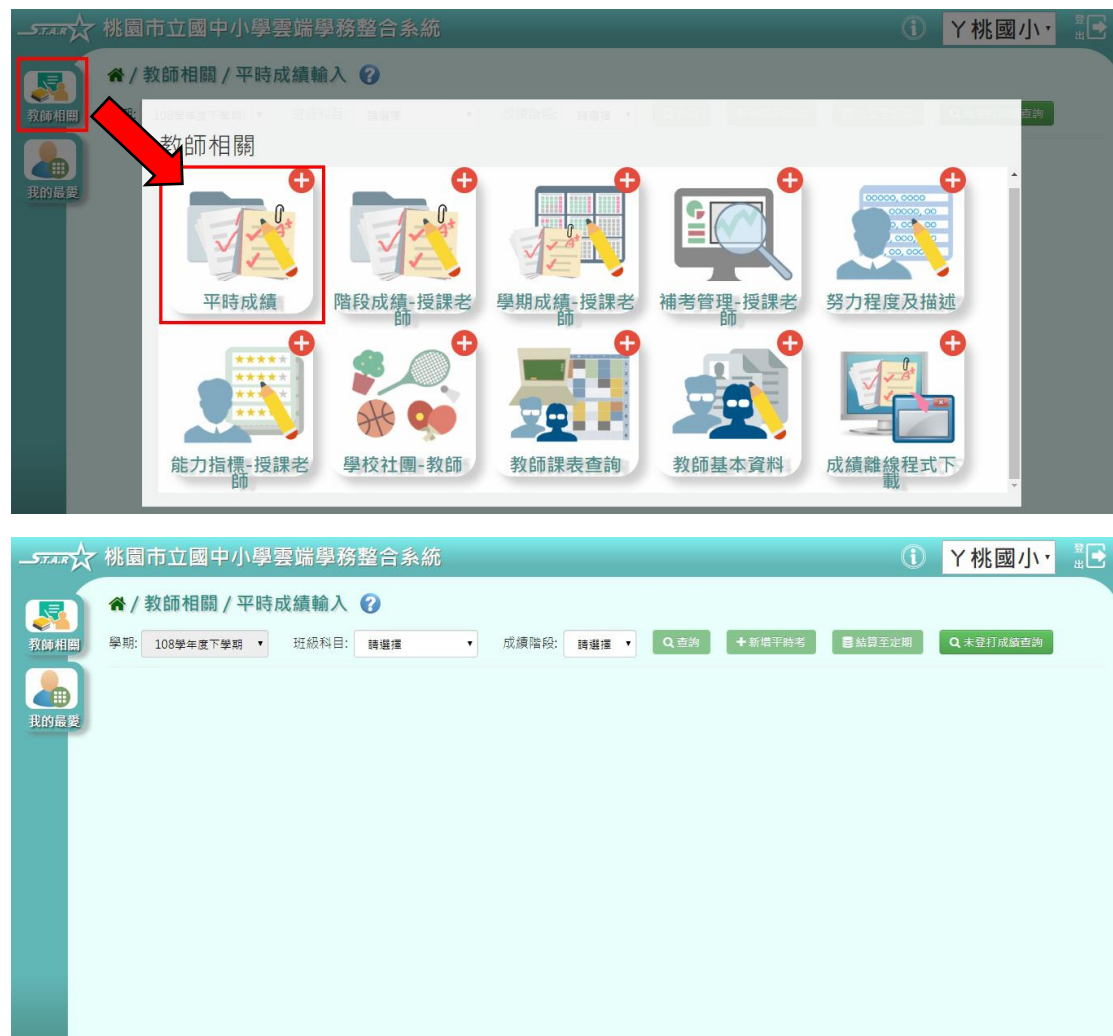 S.T.A.R 桃園市立國中小學雲端學務整合系統 ㄚ桃國小 登出
教師相關 / 平時成績輸入
教師相關
我的最愛
教師相關
平時成績
階段成績-授課老師
學期成績-授課老師
補考管理-授課老師
努力程度及描述
能力指標-授課老師
學校社團-教師
教師課表查詢
教師基本資料
成績離線程式下載
S.T.A.R 桃園市立國中小學雲端學務整合系統 ㄚ桃國小 登出
/ 教師相關 / 平時成績輸入
教師相關
學期: 108學年度下學期 班級科目: 請選擇 成績階段: 請選擇 查詢 +新增平時考 結算至定期 未登打成績查詢
我的最愛